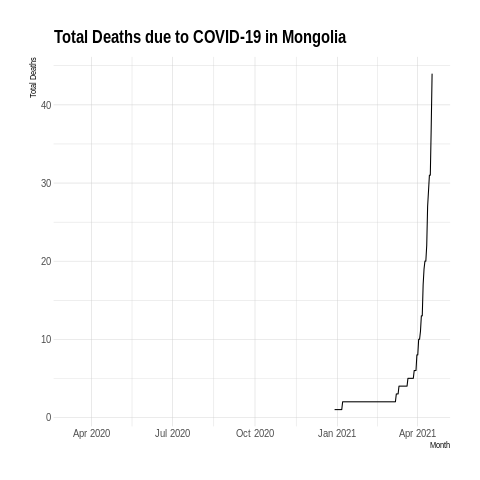 Total Deaths due to COVID-19 in Mongolia
Total Deaths
40
30
20
10
0
Apr 2020 Jul 2020 Oct 2020 Jan 2021 Apr 2021
Month